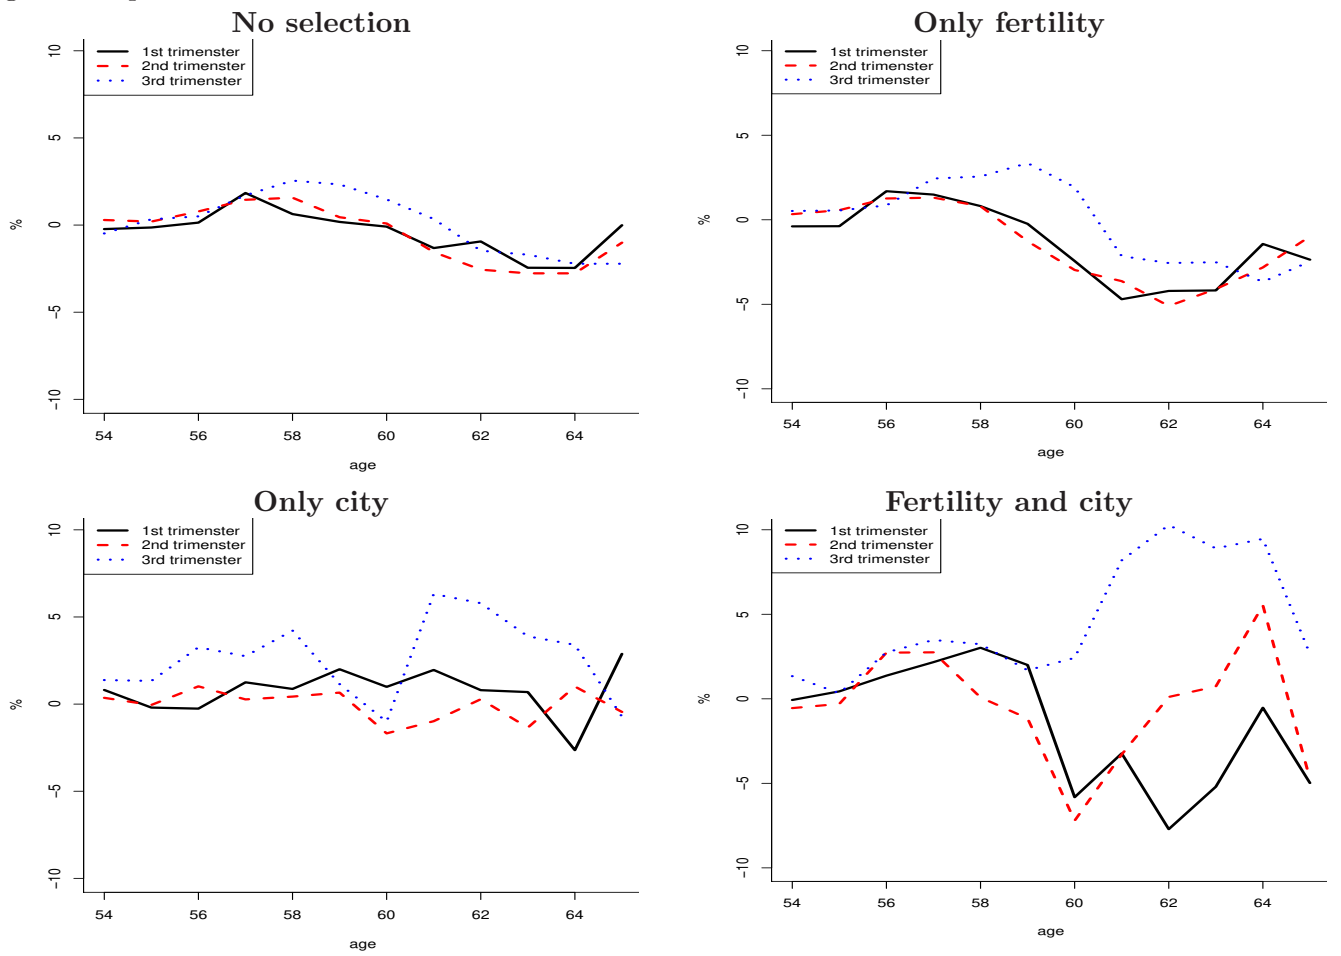 No selection
10
5
0
−5
−10
%
1st trimenster
2nd trimenster
3rd trimenster
54
56
58
60
62
64
age
Only fertility
10
5
0
−5
−10
%
1st trimenster
2nd trimenster
3rd trimenster
54
56
58
60
62
64
age
Only city
10
5
0
−5
−10
%
1st trimenster
2nd trimenster
3rd trimenster
54
56
58
60
62
64
age
Fertility and city
10
5
0
−5
−10
%
1st trimenster
2nd trimenster
3rd trimenster
54
56
58
60
62
64
age